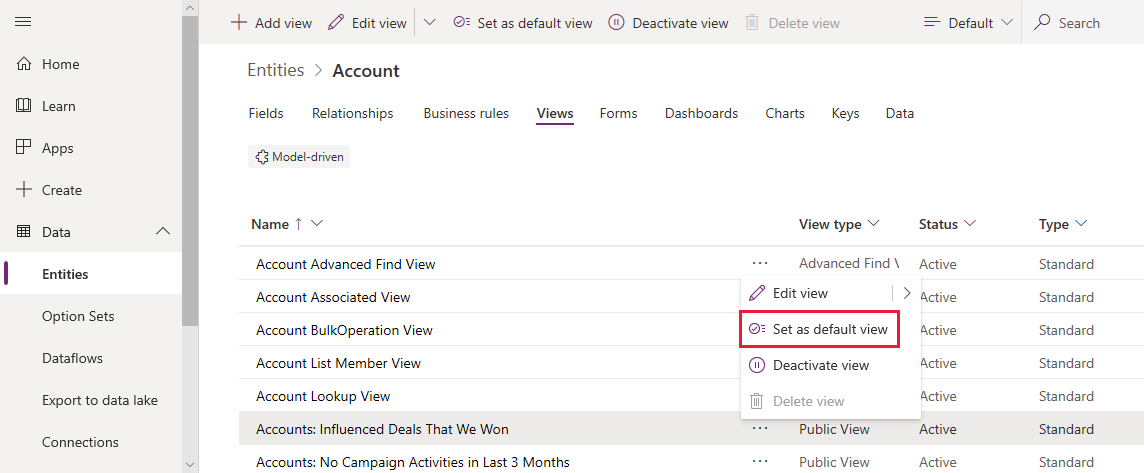 Add view Edit view Set as default view Deactivate view Delete view Default Search
Home
Learn
Apps
Create
Data
Entities
Option Sets
Dataflows
Export to data lake
Connections
Entities > Account
Fields Relationships Business rules Views Forms Dashboards Charts Keys Data
Model-driven
Name ↑ View type Status Type
Account Advanced Find View ··· Advanced Find Active Standard
Account Associated View Active Standard
Account BulkOperation View Active Standard
Account List Member View Active Standard
Account Lookup View Active Standard
Accounts: Influenced Deals That We Won ··· Public View Active Standard
Accounts: No Campaign Activities in Last 3 Months ··· Public View Active Standard
Edit view
Set as default view
Deactivate view
Delete view